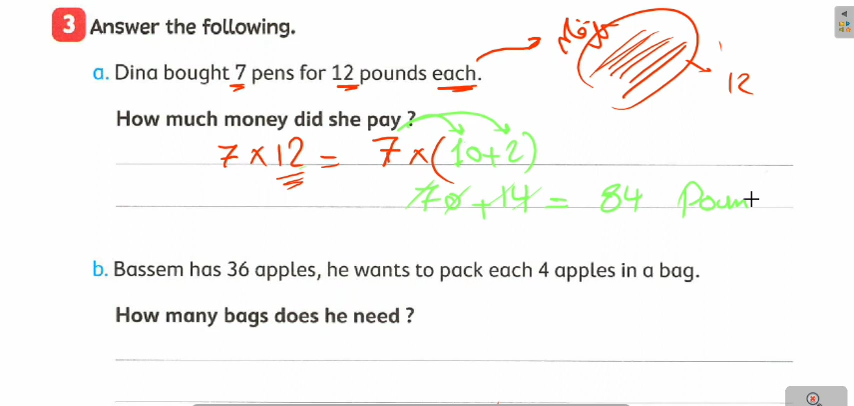 3 Answer the following.
a. Dina bought 7 pens for 12 pounds each.
12
How much money did she pay ?
7 × 12 = 7 × (10+2)
70 + 14 = 84 Poun
b. Bassem has 36 apples, he wants to pack each 4 apples in a bag.
How many bags does he need ?